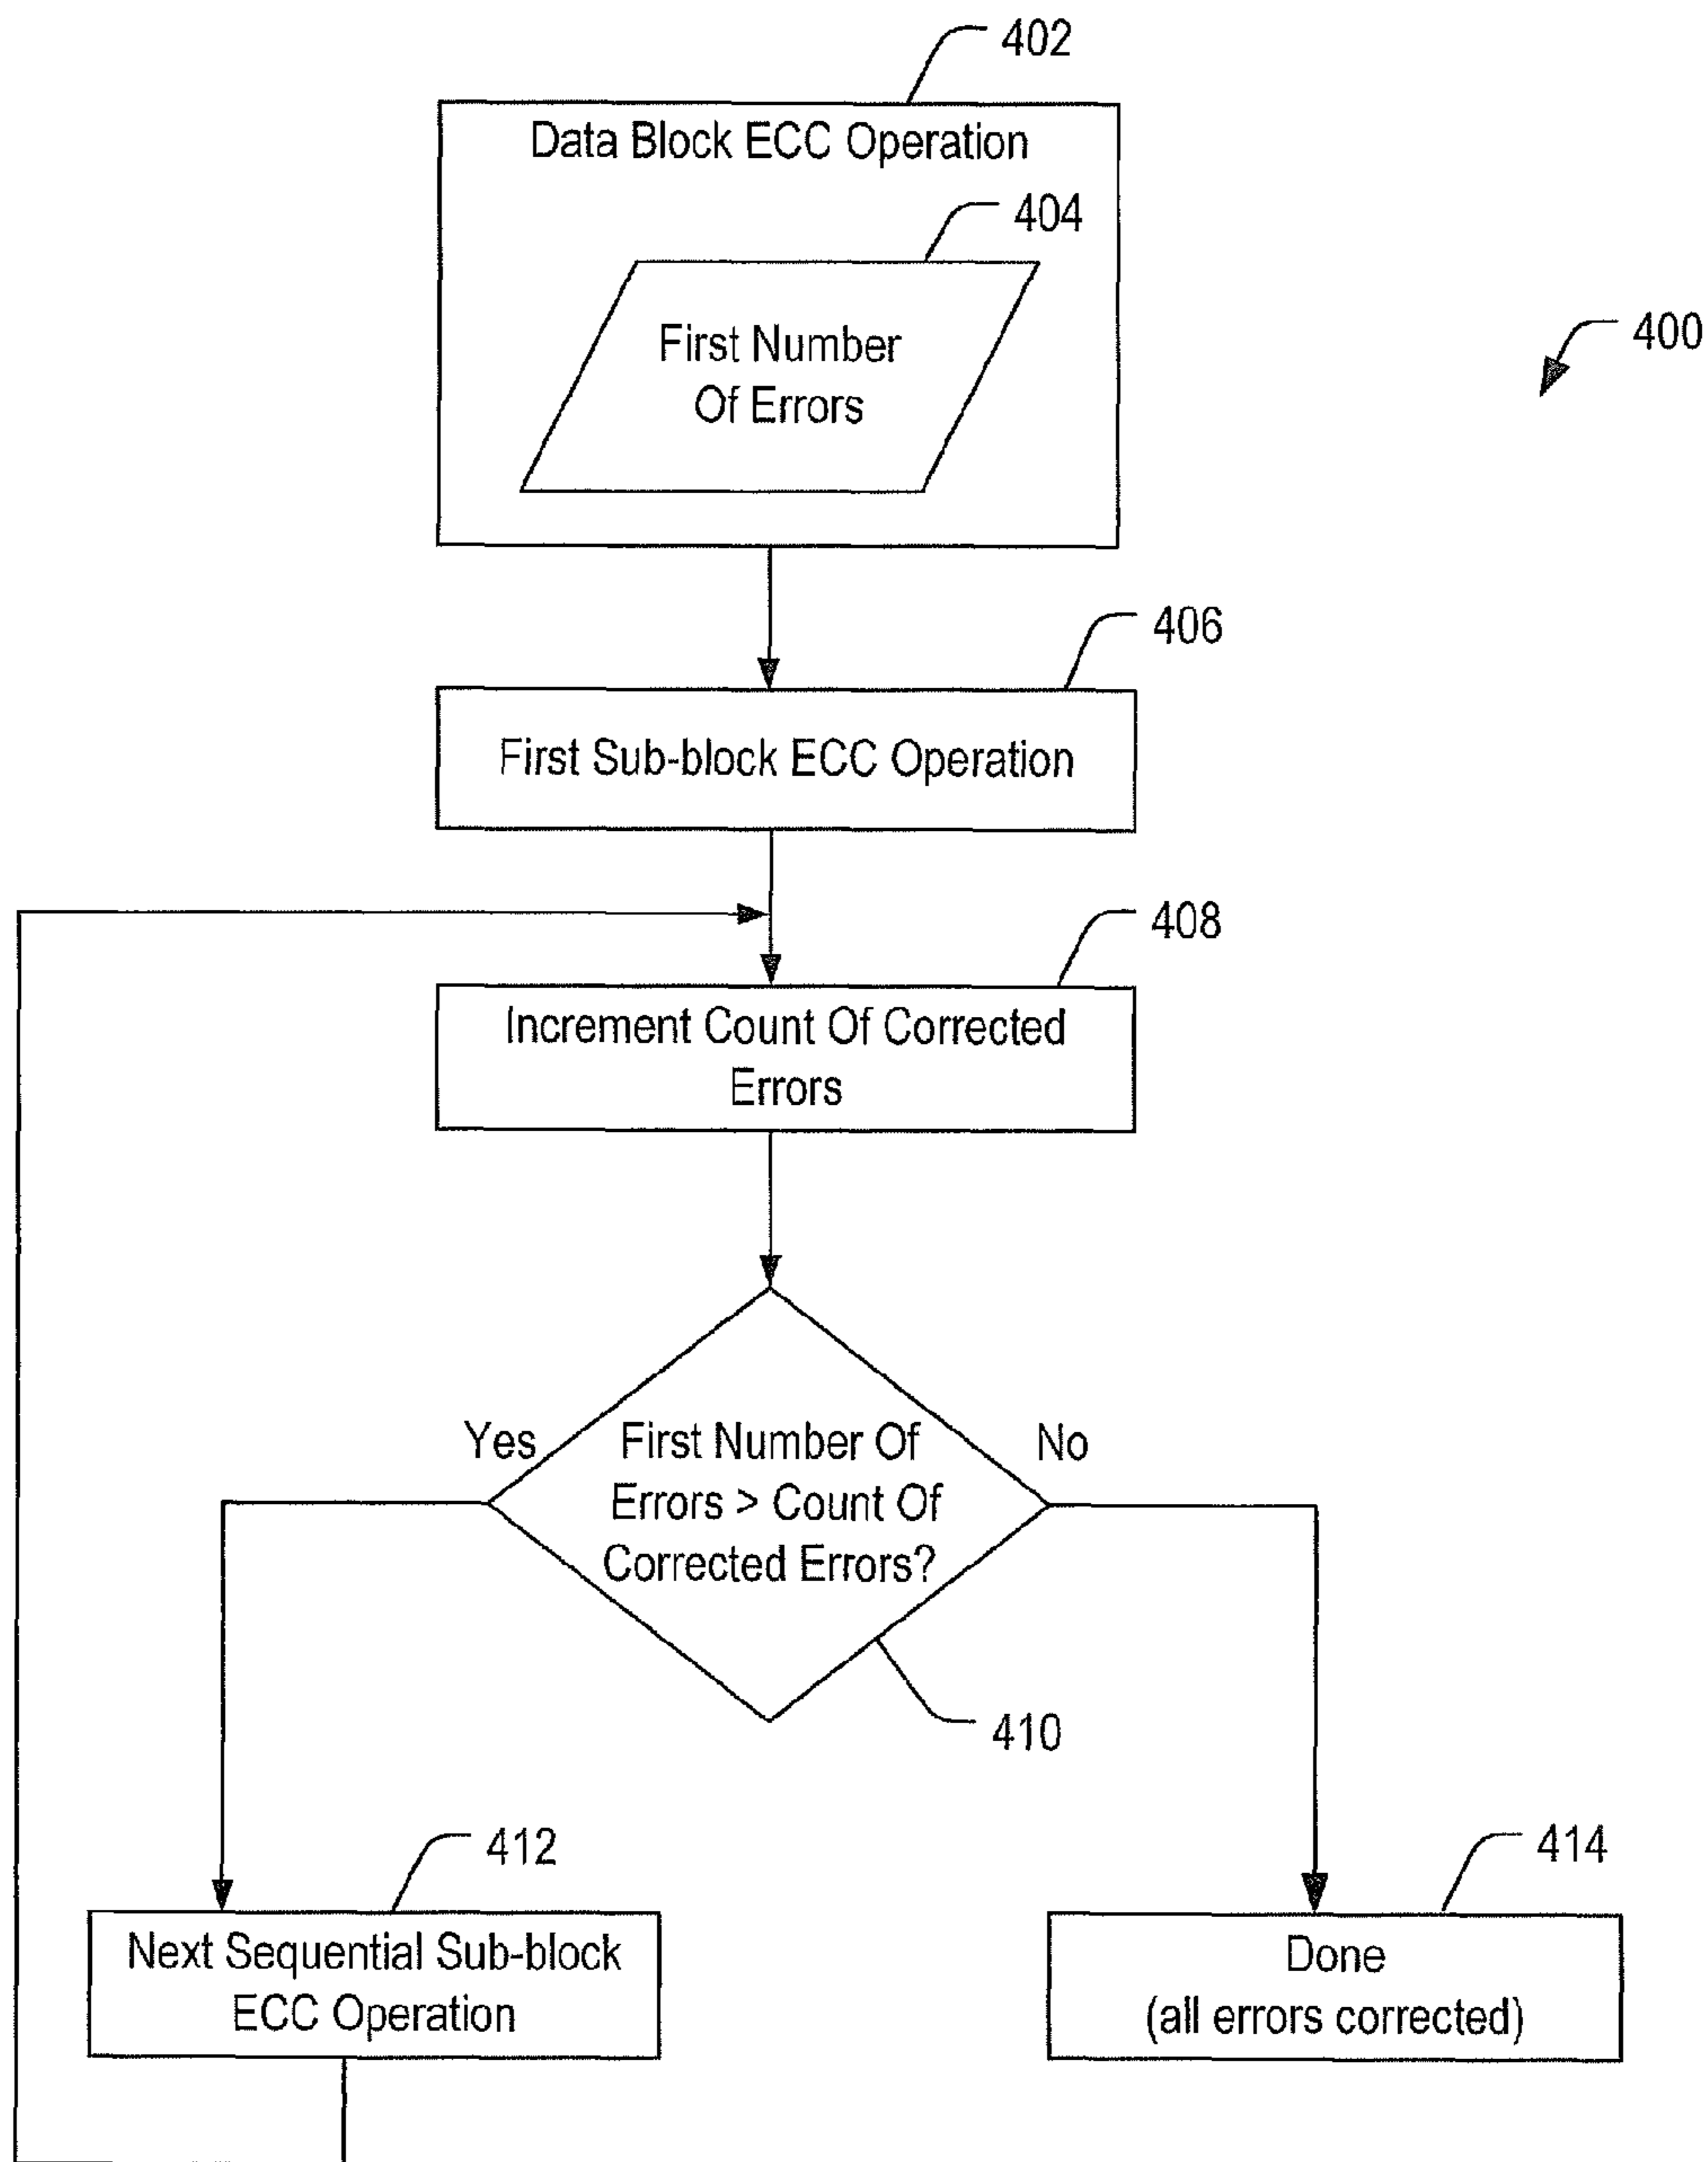 402
Data Block ECC Operation
404
First Number
Of Errors
400
406
First Sub-block ECC Operation
408
Increment Count Of Corrected
Errors
Yes
First Number Of
Errors > Count Of
Corrected Errors?
No
410
412
Next Sequential Sub-block
ECC Operation
414
Done
(all errors corrected)